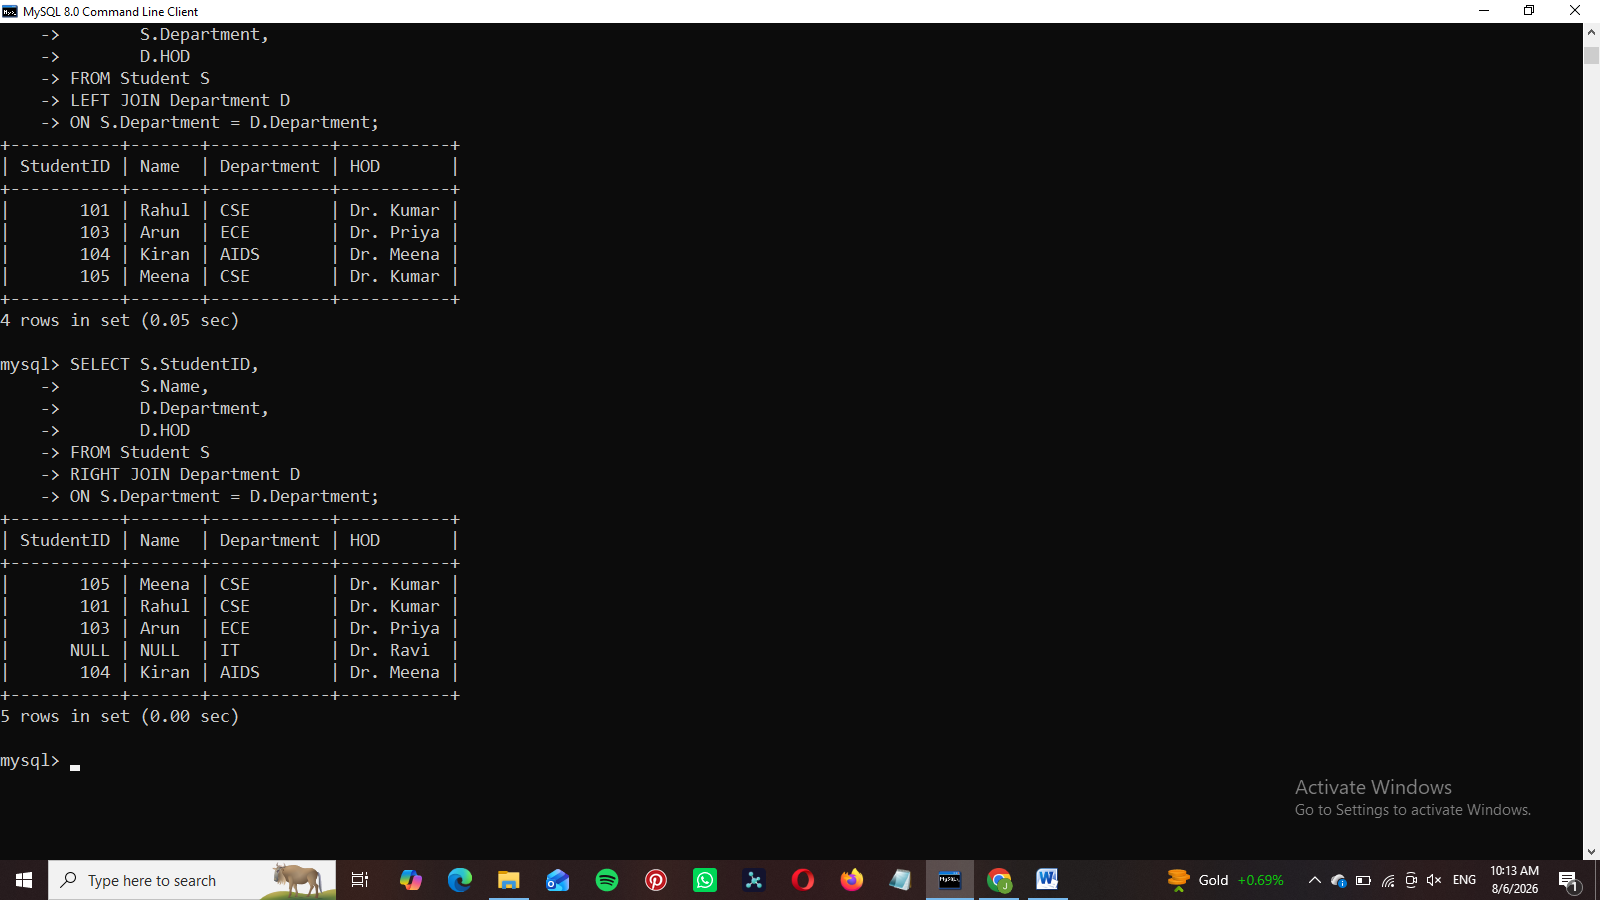 MySQL 8.0 Command Line Client
    ->        S.Department,
    ->        D.HOD
    -> FROM Student S
    -> LEFT JOIN Department D
    -> ON S.Department = D.Department;
+-----------+-------+------------+-----------+
| StudentID | Name  | Department | HOD       |
+-----------+-------+------------+-----------+
|       101 | Rahul | CSE        | Dr. Kumar |
|       103 | Arun  | ECE        | Dr. Priya |
|       104 | Kiran | AIDS       | Dr. Meena |
|       105 | Meena | CSE        | Dr. Kumar |
+-----------+-------+------------+-----------+
4 rows in set (0.05 sec)
mysql> SELECT S.StudentID,
    ->        S.Name,
    ->        D.Department,
    ->        D.HOD
    -> FROM Student S
    -> RIGHT JOIN Department D
    -> ON S.Department = D.Department;
+-----------+-------+------------+-----------+
| StudentID | Name  | Department | HOD       |
+-----------+-------+------------+-----------+
|       105 | Meena | CSE        | Dr. Kumar |
|       101 | Rahul | CSE        | Dr. Kumar |
|       103 | Arun  | ECE        | Dr. Priya |
|      NULL | NULL  | IT         | Dr. Ravi  |
|       104 | Kiran | AIDS       | Dr. Meena |
+-----------+-------+------------+-----------+
5 rows in set (0.00 sec)
mysql>
Activate Windows
Go to Settings to activate Windows.
Type here to search
Gold +0.69%
ENG
10:13 AM
8/6/2026
1